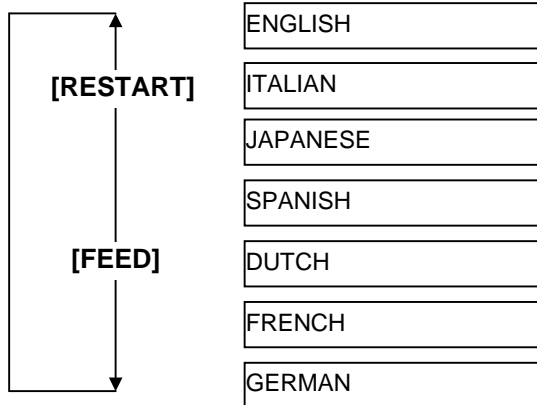 ENGLISH
[RESTART]
ITALIAN
JAPANESE
SPANISH
[FEED]
DUTCH
FRENCH
GERMAN